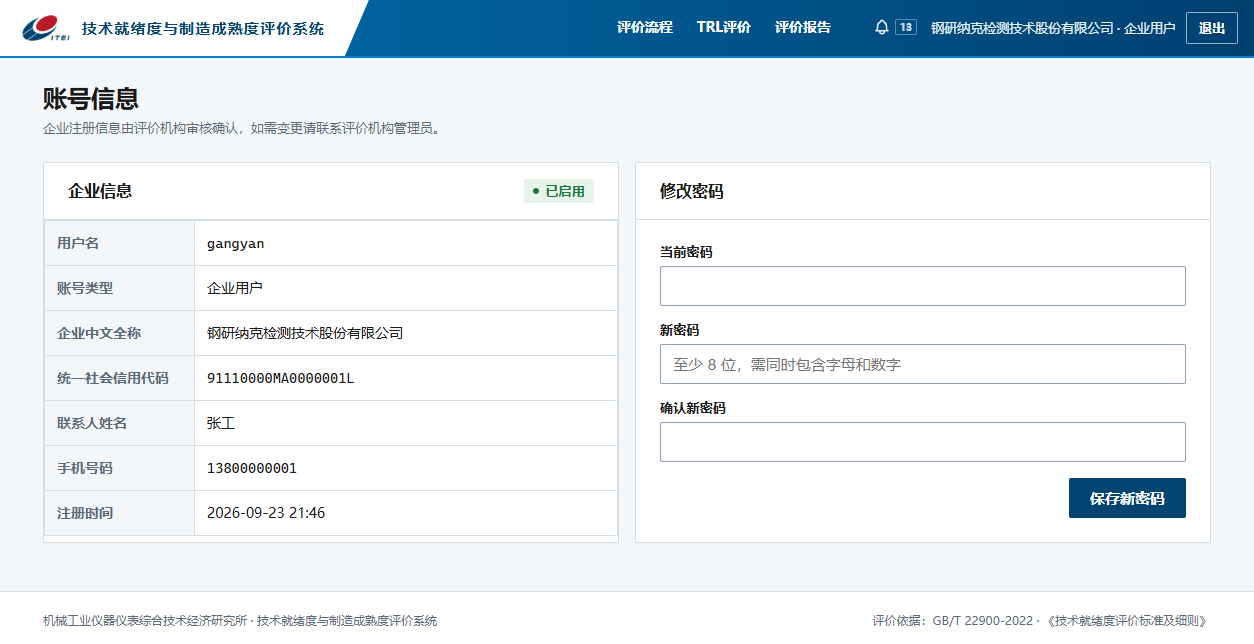 ITEI 技术就绪度与制造成熟度评价系统 评价流程 TRL评价 评价报告 13 钢研纳克检测技术股份有限公司 · 企业用户 退出
账号信息
企业注册信息由评价机构审核确认，如需变更请联系评价机构管理员。
企业信息 已启用
用户名 gangyan
账号类型 企业用户
企业中文全称 钢研纳克检测技术股份有限公司
统一社会信用代码 91110000MA0000001L
联系人姓名 张工
手机号码 13800000001
注册时间 2026-09-23 21:46
修改密码
当前密码
新密码
至少 8 位，需同时包含字母和数字
确认新密码
保存新密码
机械工业仪器仪表综合技术经济研究所 · 技术就绪度与制造成熟度评价系统 评价依据：GB/T 22900-2022 · 《技术就绪度评价标准及细则》